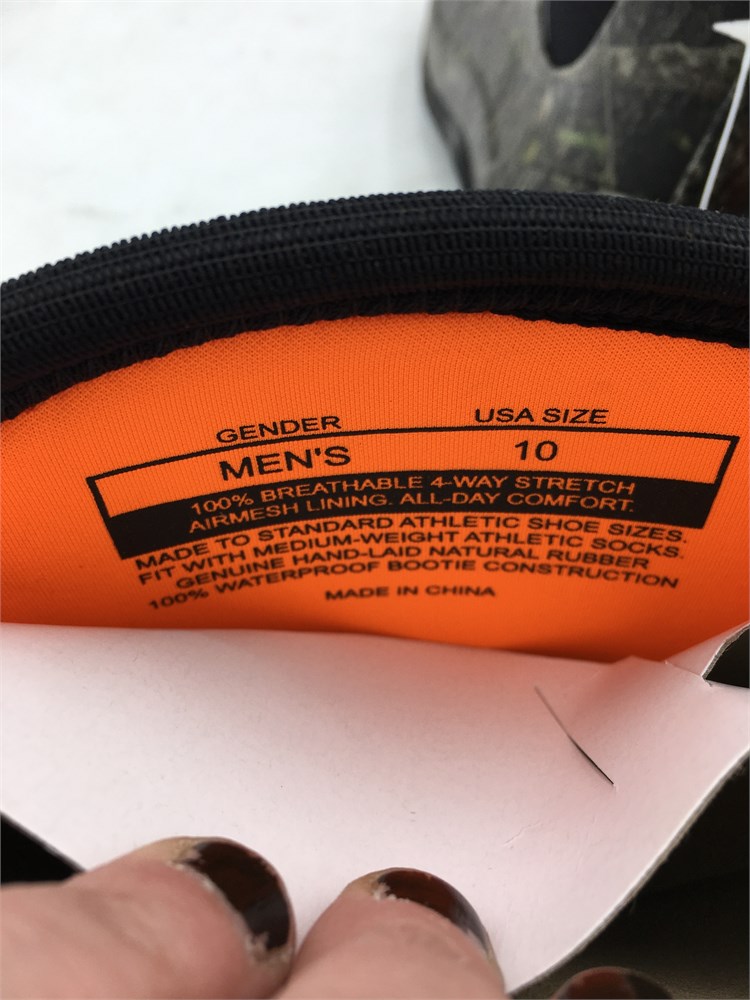 GENDER USA SIZE
MEN'S 10
100% BREATHABLE 4-WAY STRETCH
AIRMESH LINING. ALL-DAY COMFORT.
MADE TO STANDARD ATHLETIC SHOE SIZES.
FIT WITH MEDIUM-WEIGHT ATHLETIC SOCKS.
GENUINE HAND-LAID NATURAL RUBBER
100% WATERPROOF BOOTIE CONSTRUCTION
MADE IN CHINA